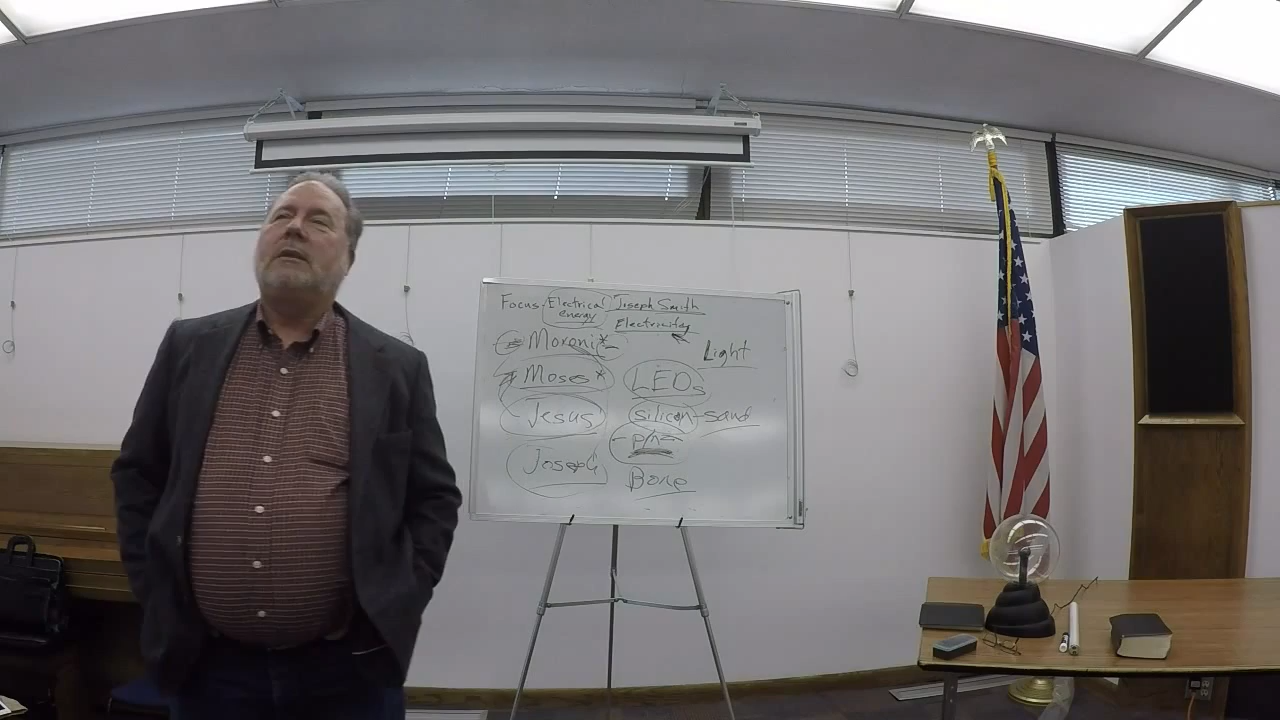 Focus Electrical Joseph Smith
energy Electricity
Moroni*
Light
Moses* LEDs
Jesus silicon-sand
Joseph
Bone